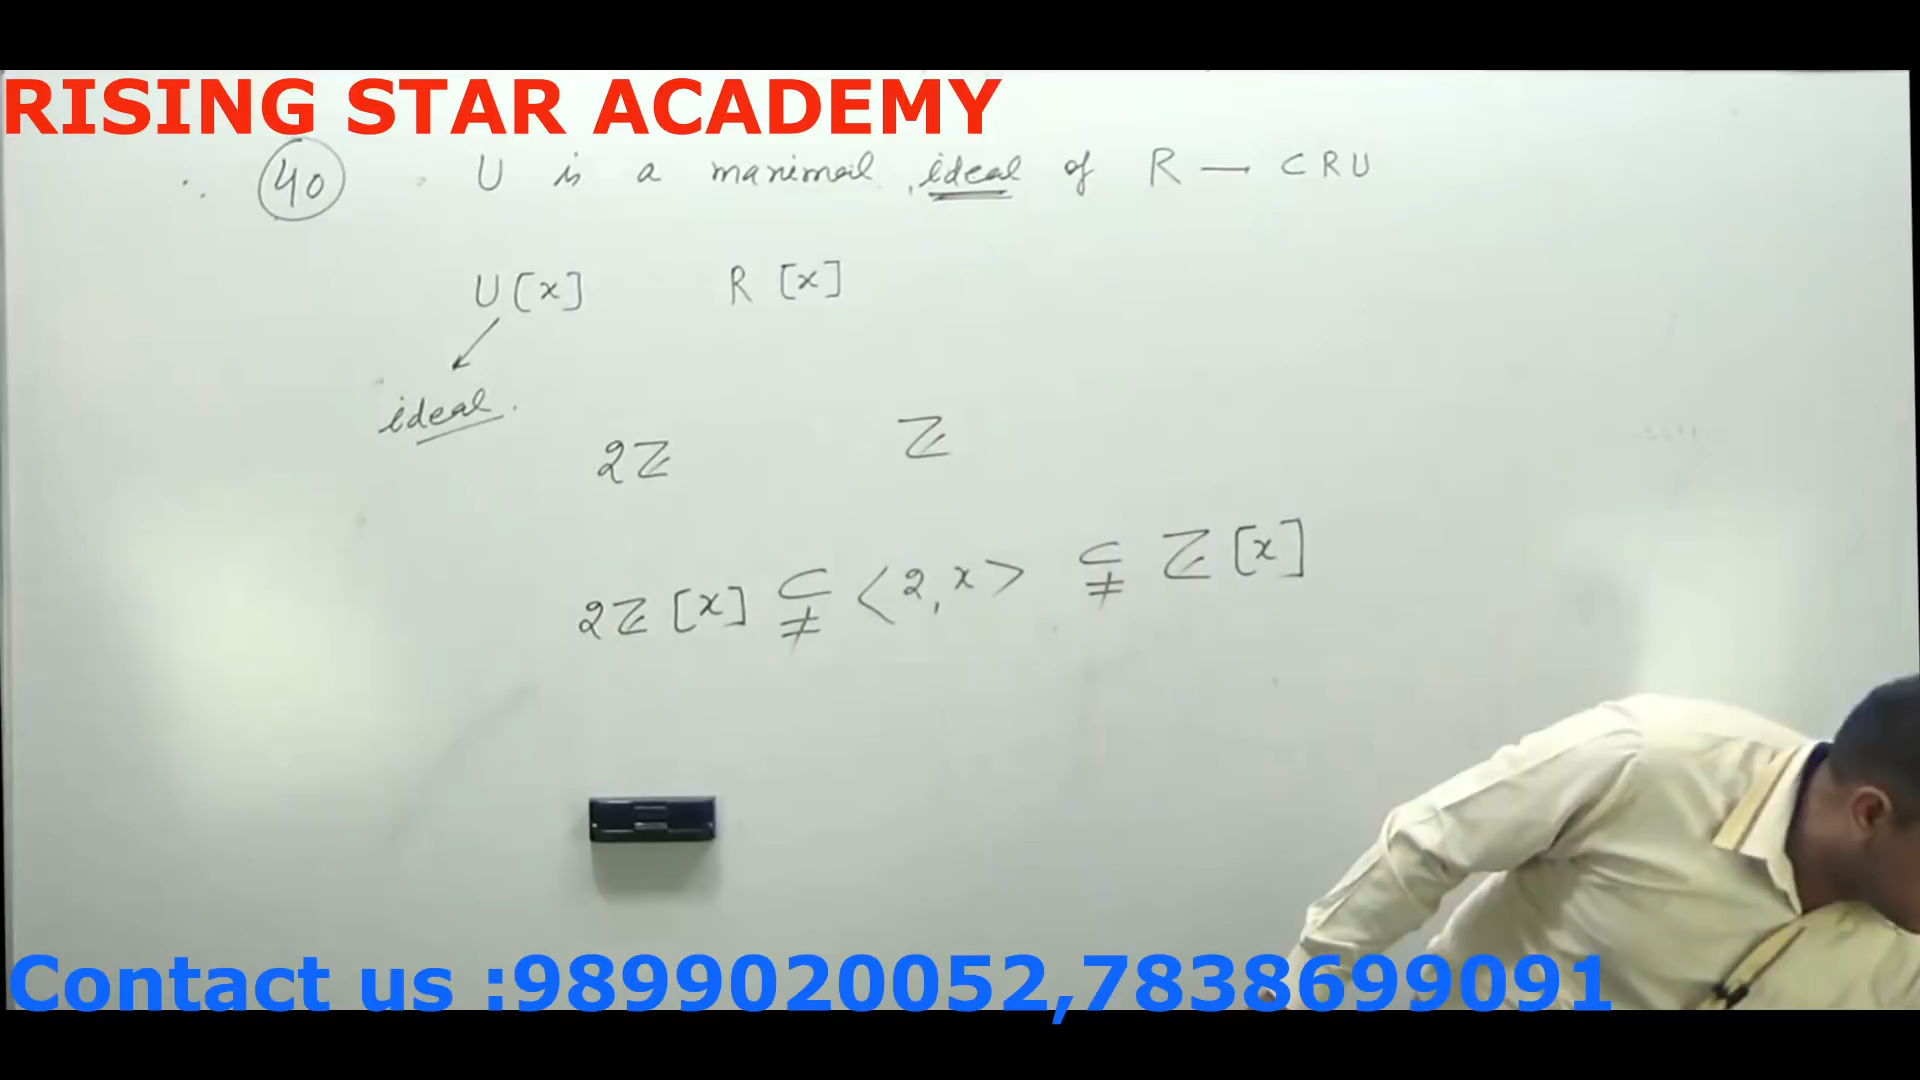 RISING STAR ACADEMY
40 U is a maximal ideal of R — CRU
U[x] R[x]
ideal.
2Z Z
2Z[x] ⊊ <2,x> ⊊ Z[x]
Contact us :9899020052,7838699091